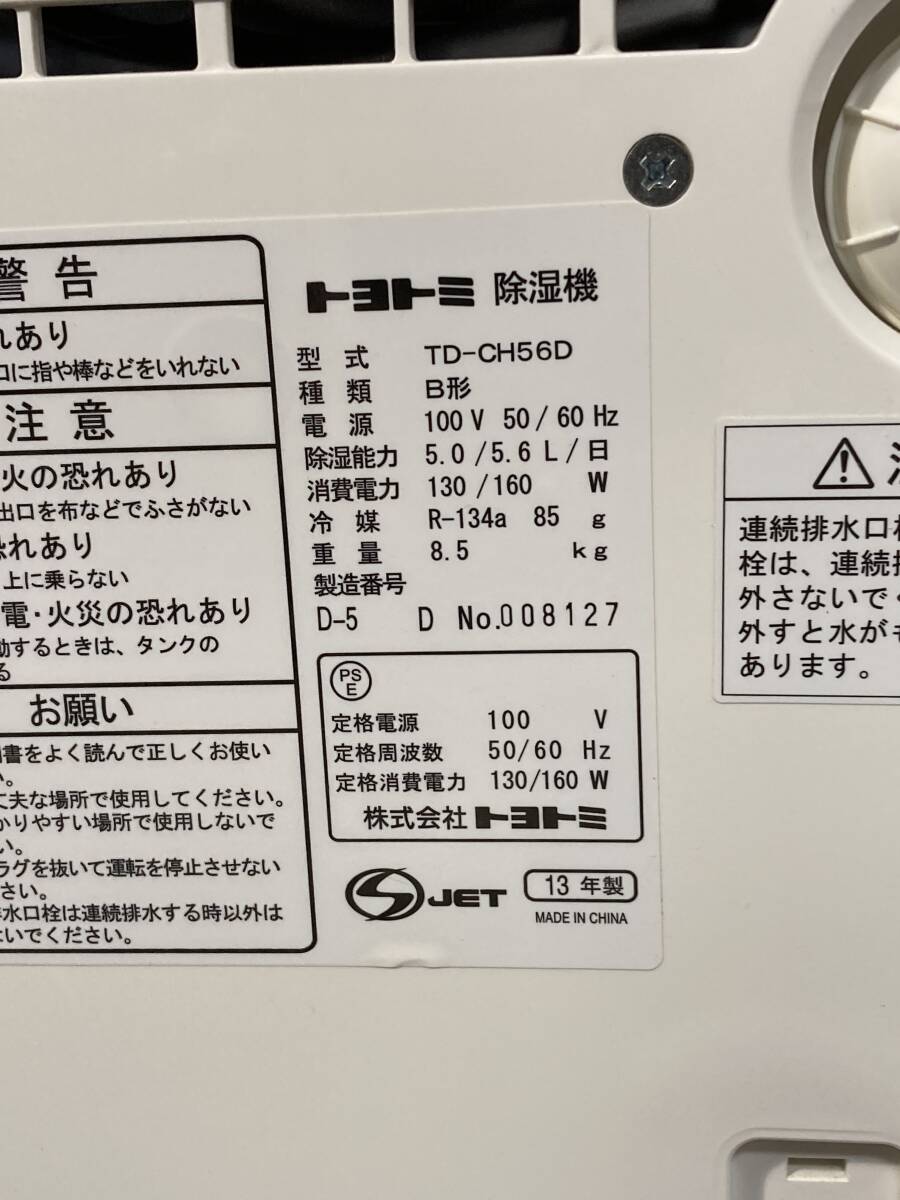 警告
れあり
口に指や棒などをいれない
注意
火の恐れあり
出口を布などでふさがない
恐れあり
上に乗らない
電・火災の恐れあり
動するときは、タンクの
る
お願い
書をよく読んで正しくお使い
い。
丈夫な場所で使用してください。
かりやすい場所で使用しないで
い。
ラグを抜いて運転を停止させない
さい。
排水口栓は連続排水する時以外は
ないでください。
トヨトミ 除湿機
型式 TD-CH56D
種類 B形
電源 100 V 50/60 Hz
除湿能力 5.0/5.6 L/日
消費電力 130/160 W
冷媒 R-134a 85 g
重量 8.5 kg
製造番号
D-5 D No.008127
PS
E
定格電源 100 V
定格周波数 50/60 Hz
定格消費電力 130/160 W
株式会社 トヨトミ
S JET 13 年製
MADE IN CHINA
連続排水口栓
栓は、連続排
外さないでく
外すと水が
あります。